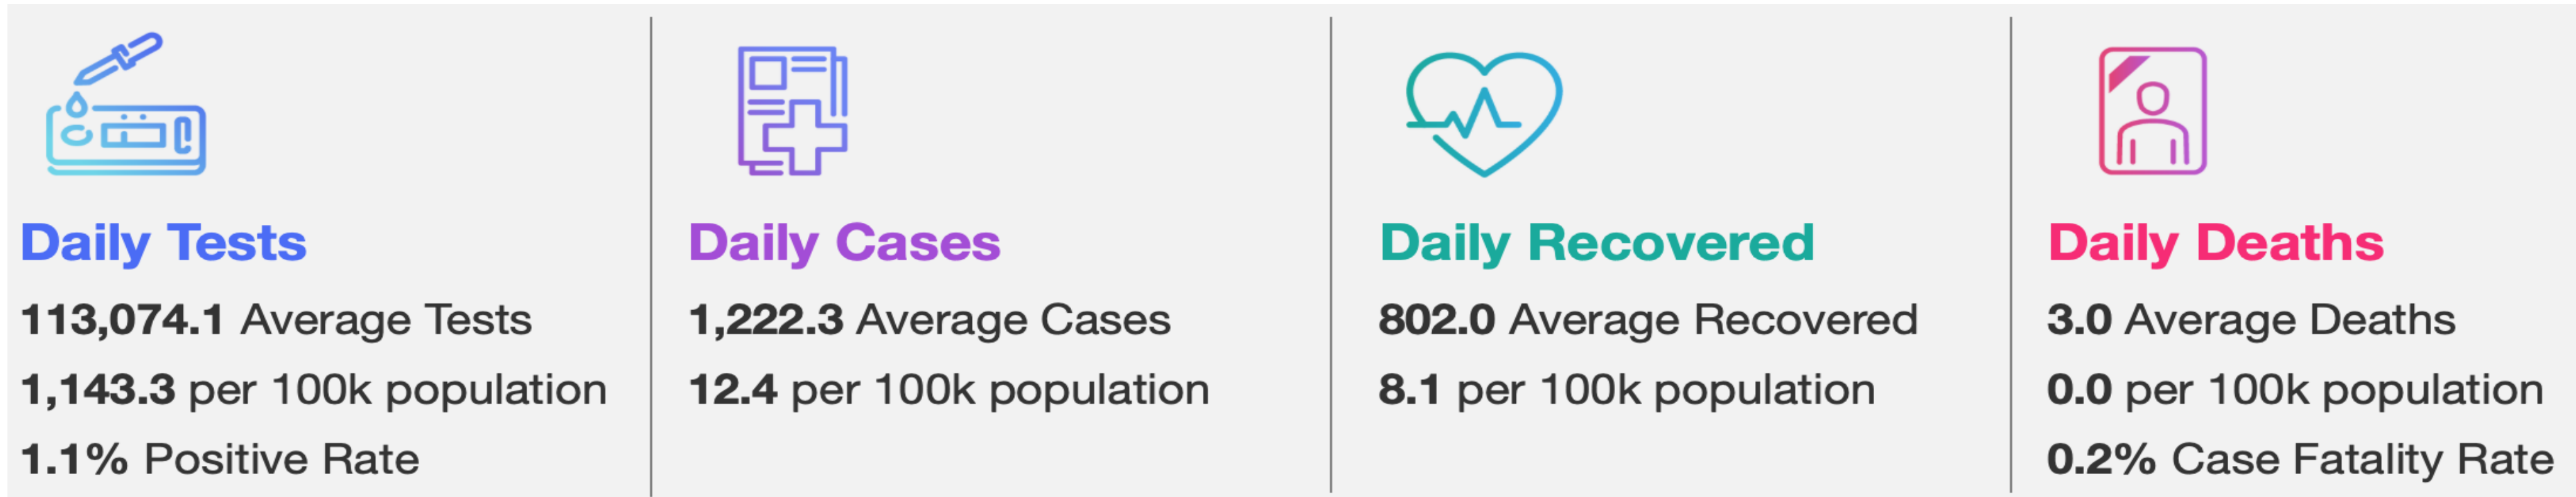 Daily Tests
113,074.1 Average Tests
1,143.3 per 100k population
1.1% Positive Rate
Daily Cases
1,222.3 Average Cases
12.4 per 100k population
Daily Recovered
802.0 Average Recovered
8.1 per 100k population
Daily Deaths
3.0 Average Deaths
0.0 per 100k population
0.2% Case Fatality Rate